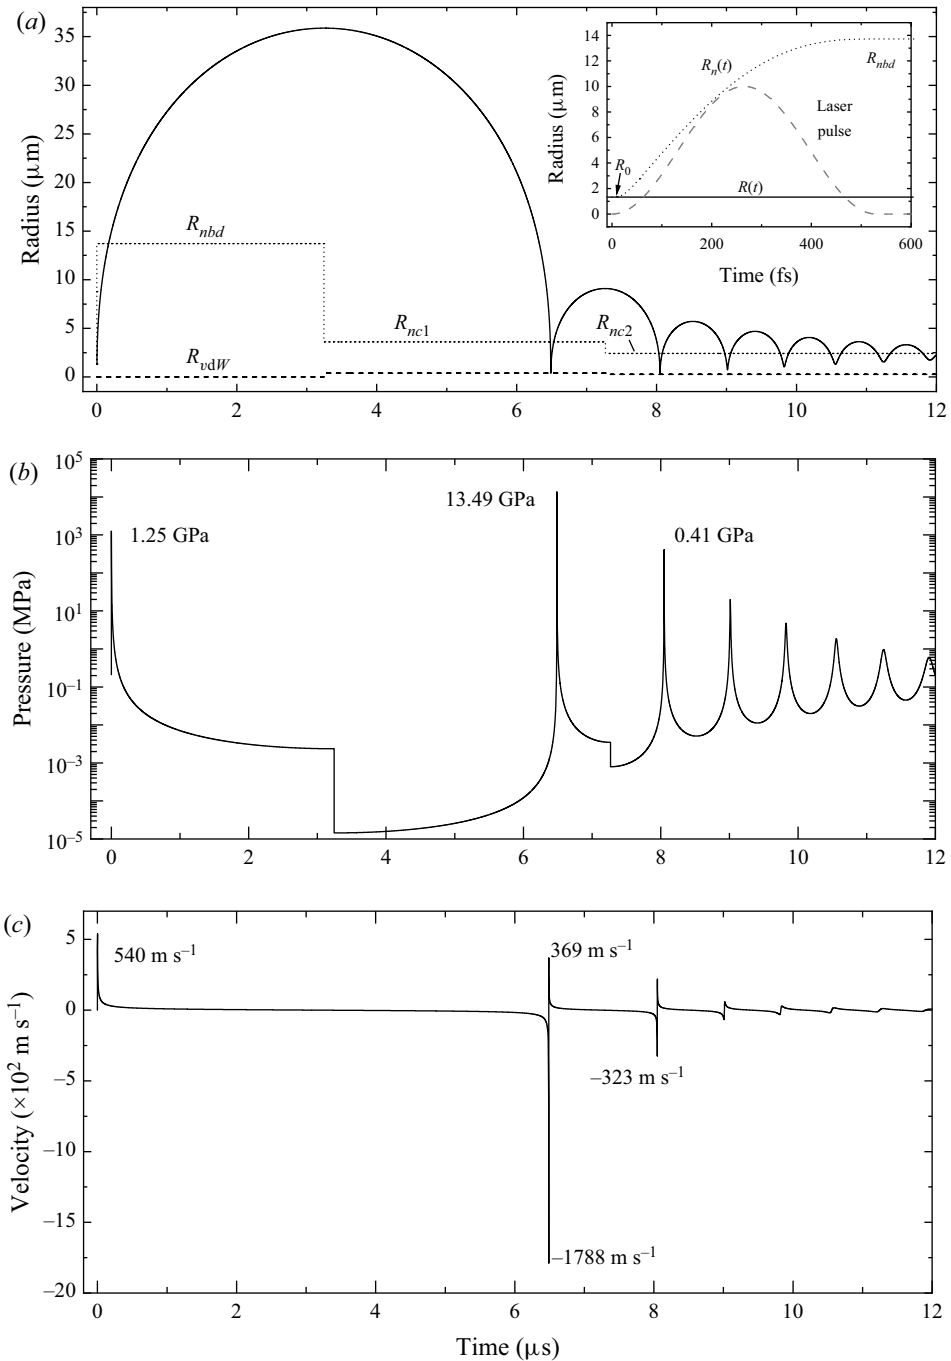 (a)
35
30
25
20
15
10
5
0
Radius (μm)
R_nbd
R_nc1
R_nc2
R_vdW
0 2 4 6 8 10 12
14
12
10
8
6
4
2
0
Radius (μm)
R_n(t)
R_nbd
Laser
pulse
R_0
R(t)
0 200 400 600
Time (fs)
(b)
10^5
10^3
10^1
10^–1
10^–3
10^–5
Pressure (MPa)
1.25 GPa
13.49 GPa
0.41 GPa
0 2 4 6 8 10 12
(c)
5
0
–5
–10
–15
–20
Velocity (×10^2 m s^–1)
540 m s^–1
369 m s^–1
–323 m s^–1
–1788 m s^–1
0 2 4 6 8 10 12
Time (μs)